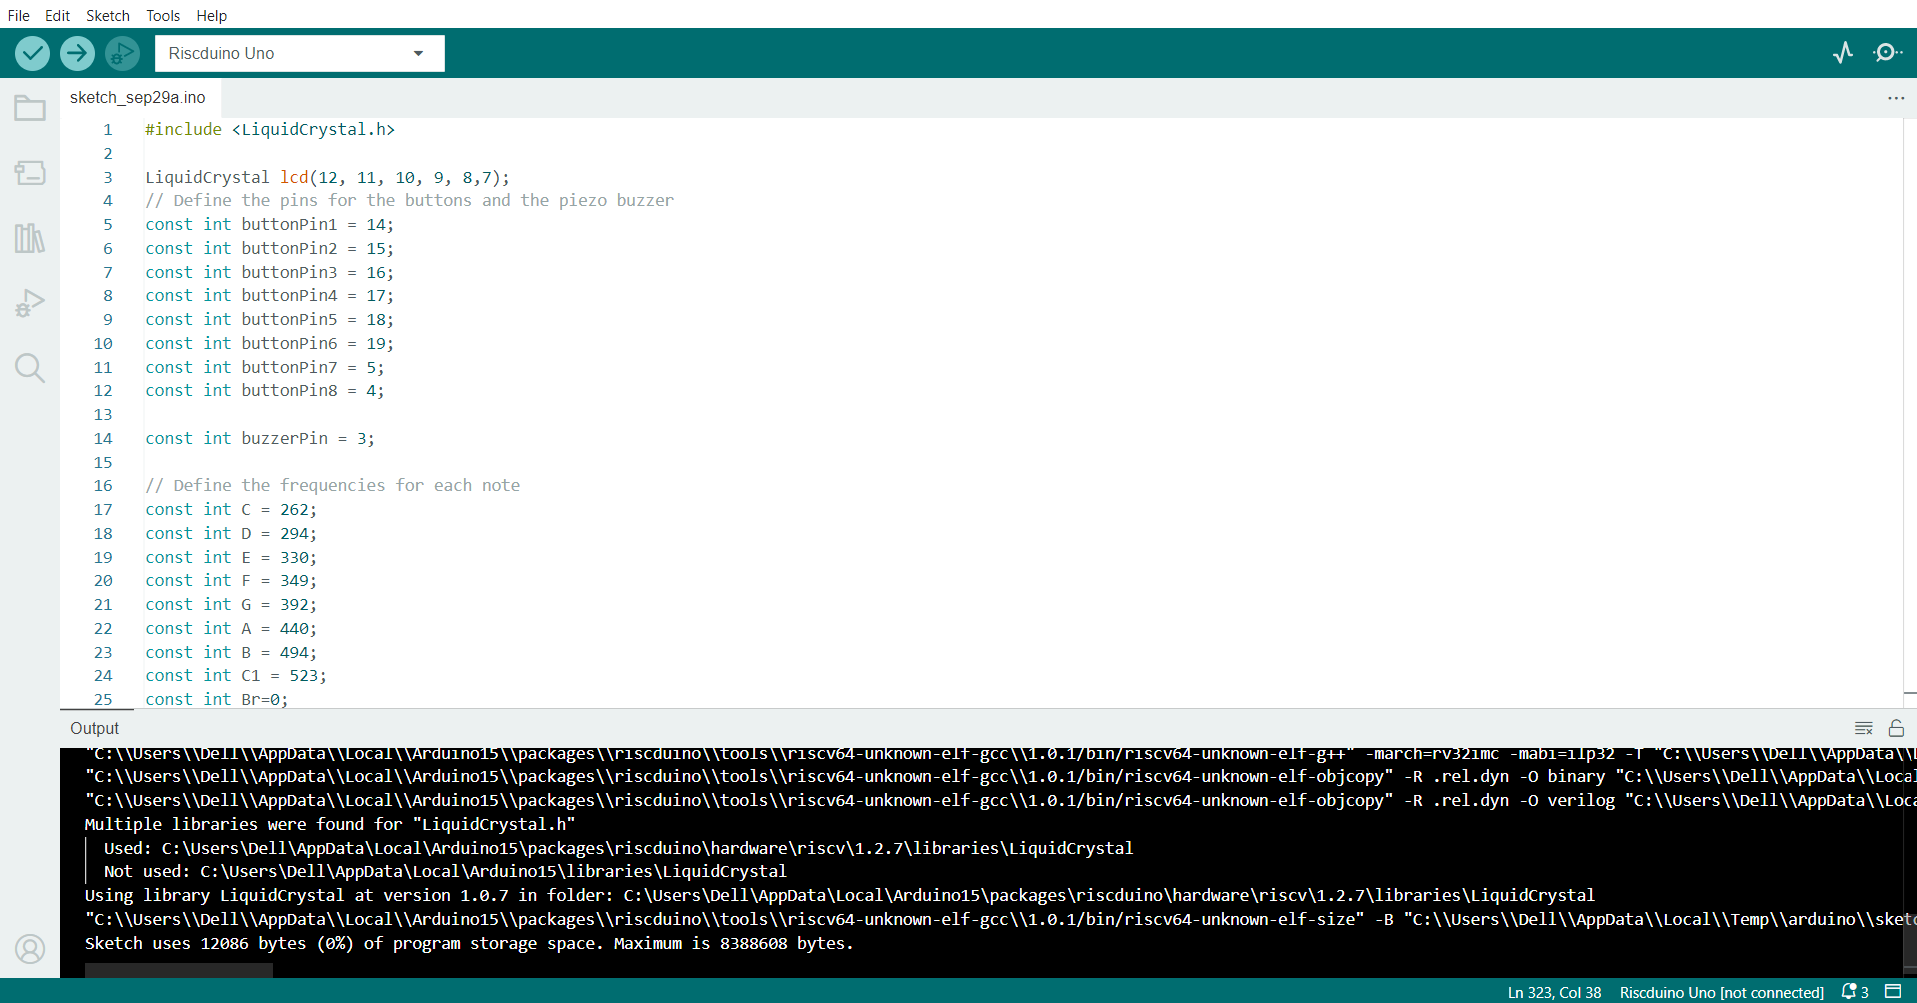 File Edit Sketch Tools Help
Riscduino Uno
sketch_sep29a.ino
1 #include <LiquidCrystal.h>
2
3 LiquidCrystal lcd(12, 11, 10, 9, 8,7);
4 // Define the pins for the buttons and the piezo buzzer
5 const int buttonPin1 = 14;
6 const int buttonPin2 = 15;
7 const int buttonPin3 = 16;
8 const int buttonPin4 = 17;
9 const int buttonPin5 = 18;
10 const int buttonPin6 = 19;
11 const int buttonPin7 = 5;
12 const int buttonPin8 = 4;
13
14 const int buzzerPin = 3;
15
16 // Define the frequencies for each note
17 const int C = 262;
18 const int D = 294;
19 const int E = 330;
20 const int F = 349;
21 const int G = 392;
22 const int A = 440;
23 const int B = 494;
24 const int C1 = 523;
25 const int Br=0;
Output
"C:\\Users\\Dell\\AppData\\Local\\Arduino15\\packages\\riscduino\\tools\\riscv64-unknown-elf-gcc\\1.0.1/bin/riscv64-unknown-elf-g++" -march=rv32imc -mabi=ilp32 -T "C:\\Users\\Dell\\AppData\\
"C:\\Users\\Dell\\AppData\\Local\\Arduino15\\packages\\riscduino\\tools\\riscv64-unknown-elf-gcc\\1.0.1/bin/riscv64-unknown-elf-objcopy" -R .rel.dyn -O binary "C:\\Users\\Dell\\AppData\\Local
"C:\\Users\\Dell\\AppData\\Local\\Arduino15\\packages\\riscduino\\tools\\riscv64-unknown-elf-gcc\\1.0.1/bin/riscv64-unknown-elf-objcopy" -R .rel.dyn -O verilog "C:\\Users\\Dell\\AppData\\Loca
Multiple libraries were found for "LiquidCrystal.h"
Used: C:\Users\Dell\AppData\Local\Arduino15\packages\riscduino\hardware\riscv\1.2.7\libraries\LiquidCrystal
Not used: C:\Users\Dell\AppData\Local\Arduino15\libraries\LiquidCrystal
Using library LiquidCrystal at version 1.0.7 in folder: C:\Users\Dell\AppData\Local\Arduino15\packages\riscduino\hardware\riscv\1.2.7\libraries\LiquidCrystal
"C:\\Users\\Dell\\AppData\\Local\\Arduino15\\packages\\riscduino\\tools\\riscv64-unknown-elf-gcc\\1.0.1/bin/riscv64-unknown-elf-size" -B "C:\\Users\\Dell\\AppData\\Local\\Temp\\arduino\\sketc
Sketch uses 12086 bytes (0%) of program storage space. Maximum is 8388608 bytes.
Ln 323, Col 38 Riscduino Uno [not connected] 3